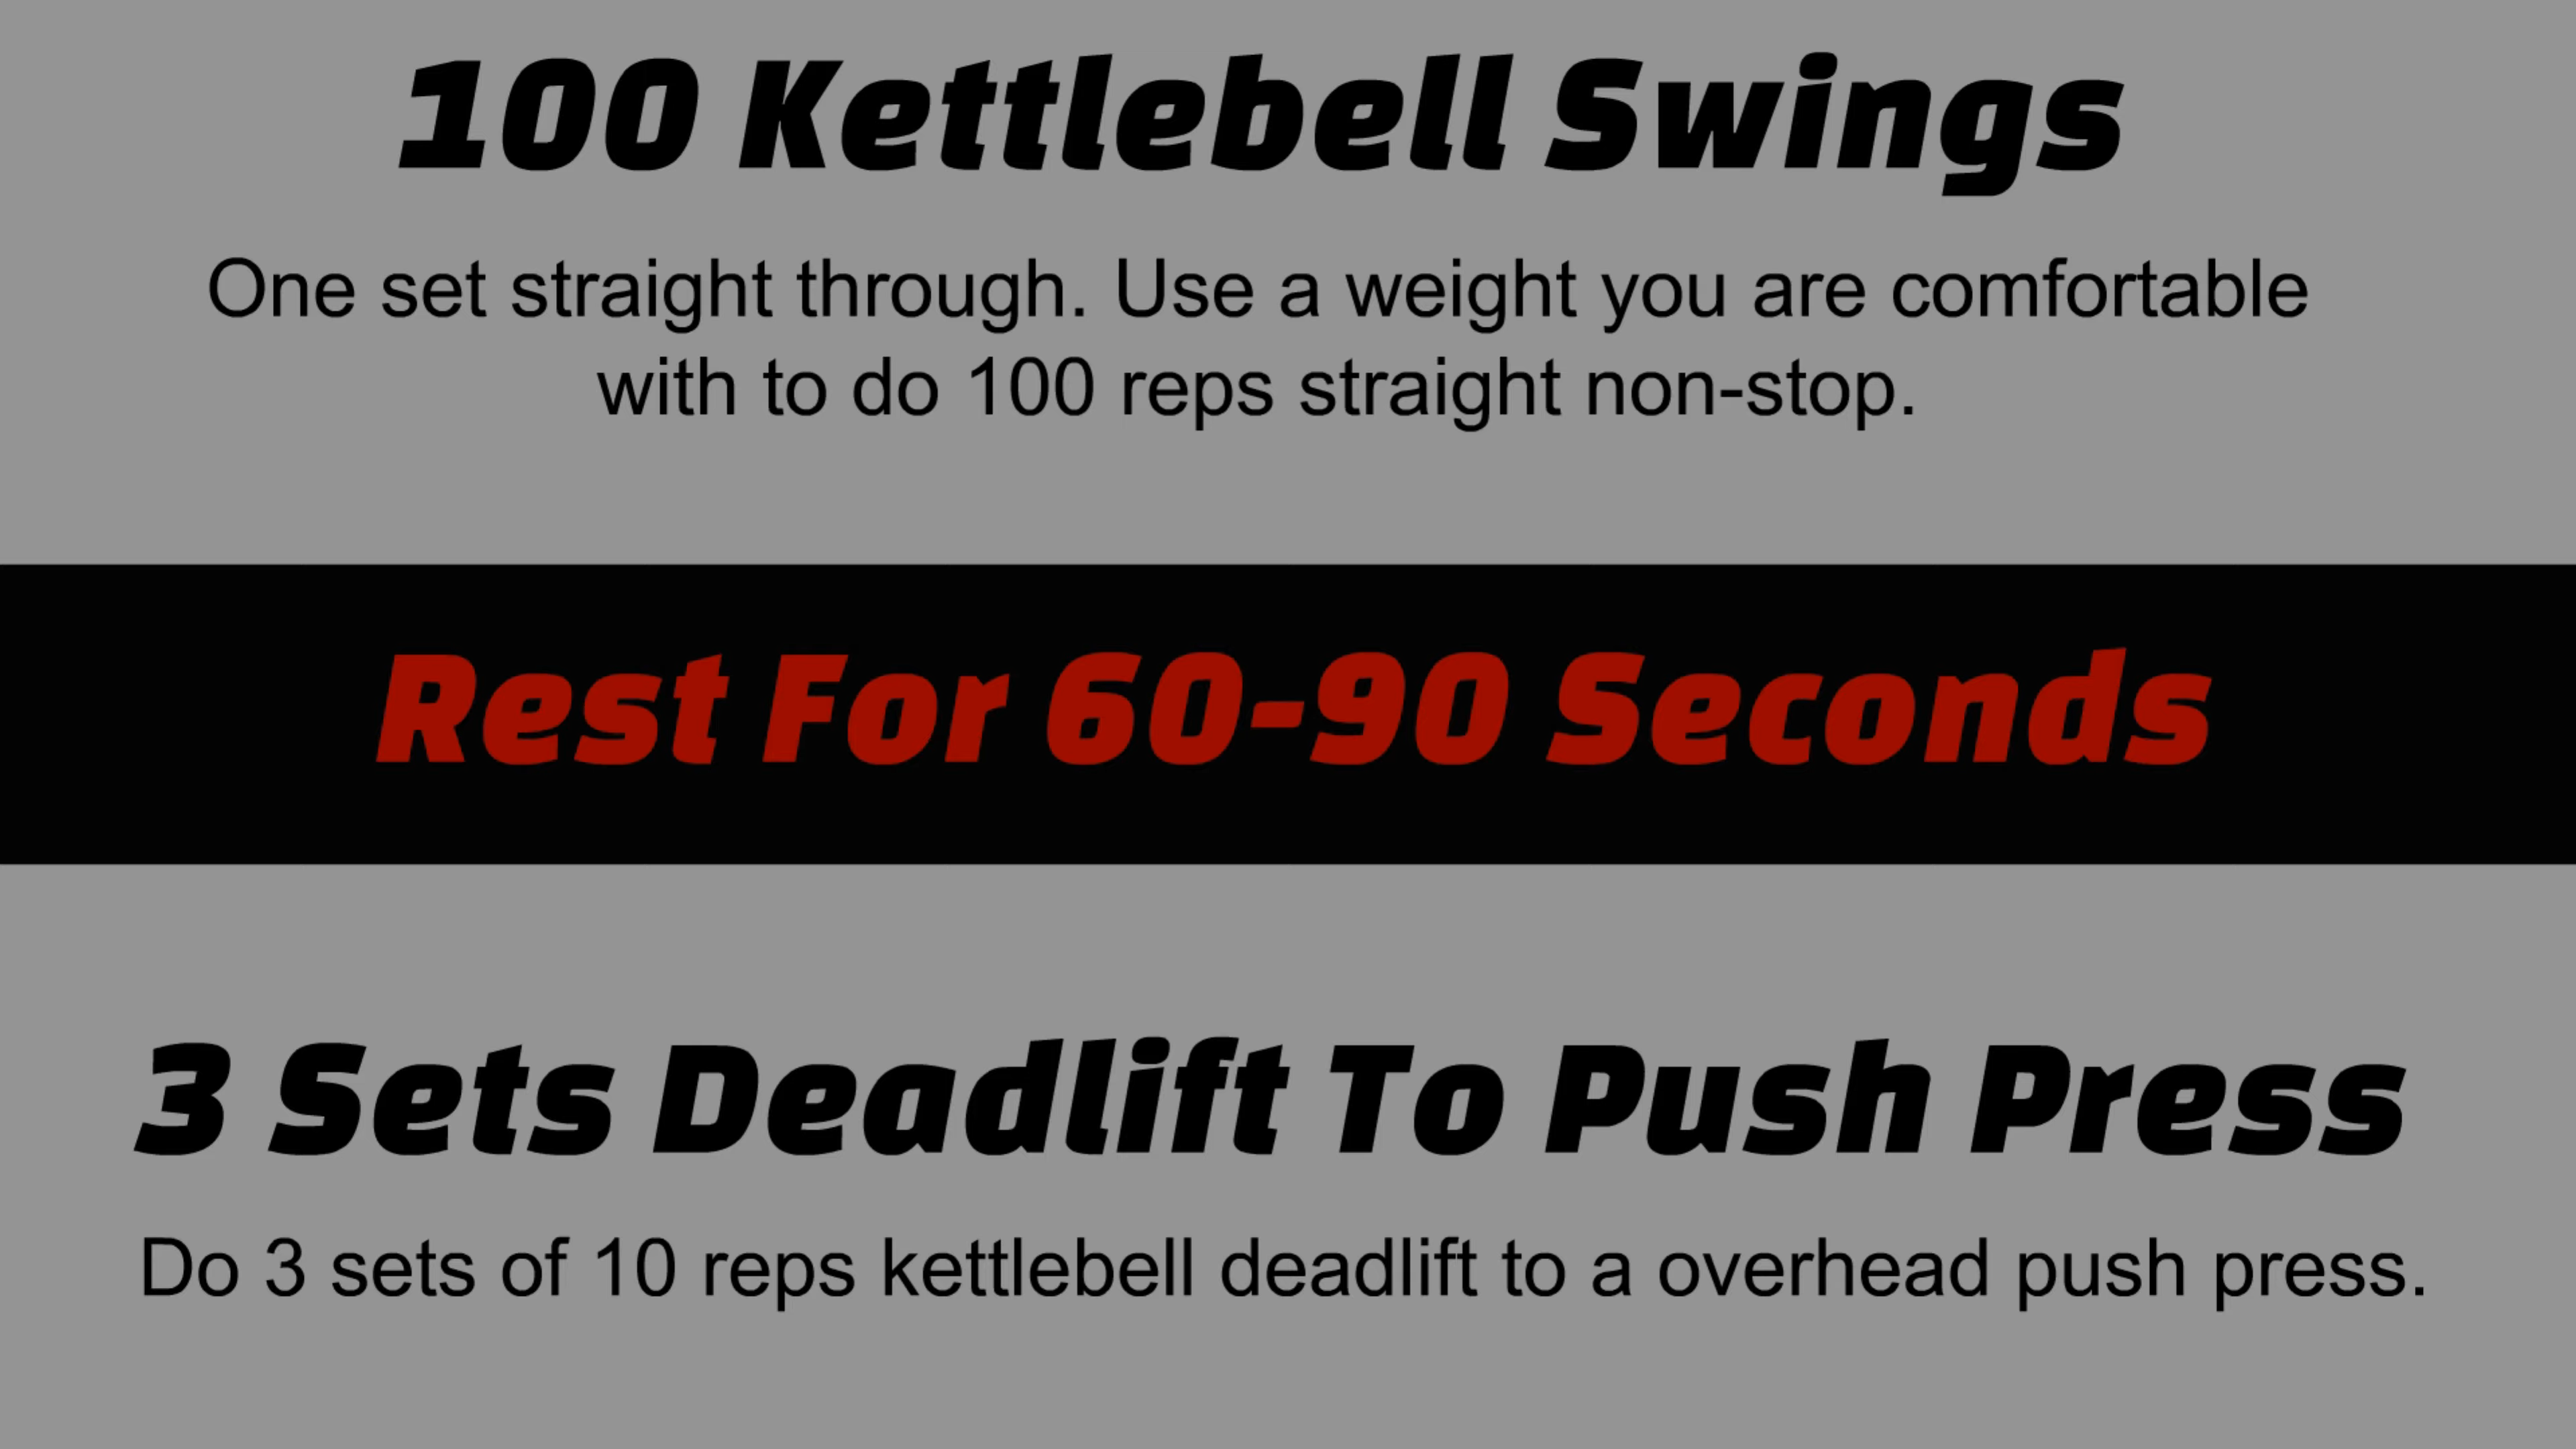 100 Kettlebell Swings
One set straight through. Use a weight you are comfortable
with to do 100 reps straight non-stop.
Rest For 60-90 Seconds
3 Sets Deadlift To Push Press
Do 3 sets of 10 reps kettlebell deadlift to a overhead push press.